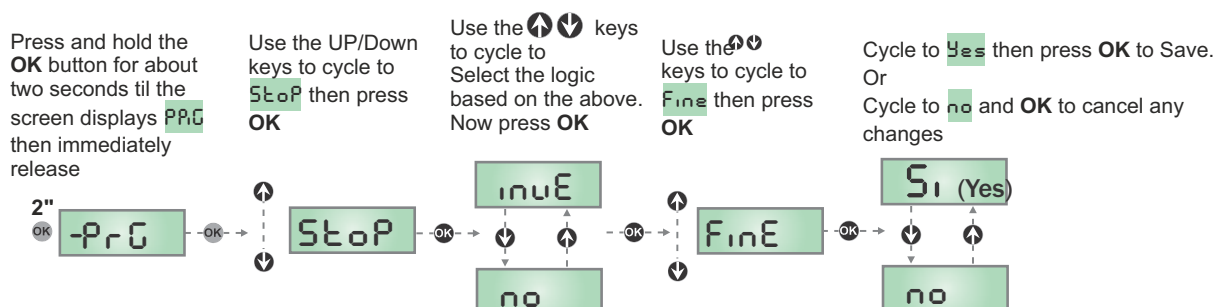 Press and hold the
OK button for about
two seconds til the
screen displays PRG
then immediately
release
Use the UP/Down
keys to cycle to
StoP then press
OK
Use the keys
to cycle to
Select the logic
based on the above.
Now press OK
Use the
keys to cycle to
Fine then press
OK
Cycle to Yes then press OK to Save.
Or
Cycle to no and OK to cancel any
changes
2"
OK
-PrG
OK
StoP
OK
invE
no
OK
FinE
OK
Si (Yes)
no